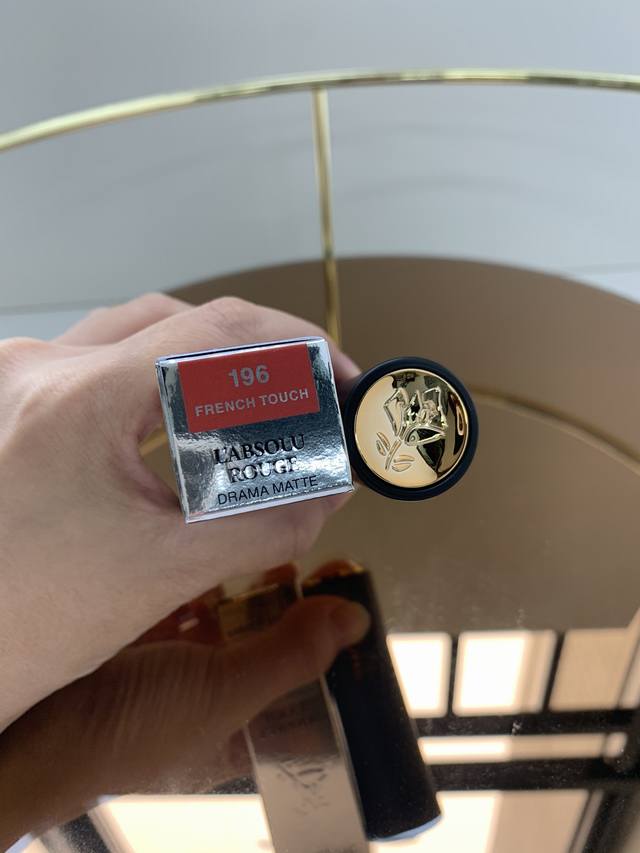 196
FRENCH TOUCH
L'ABSOLU
ROUGE
DRAMA MATTE